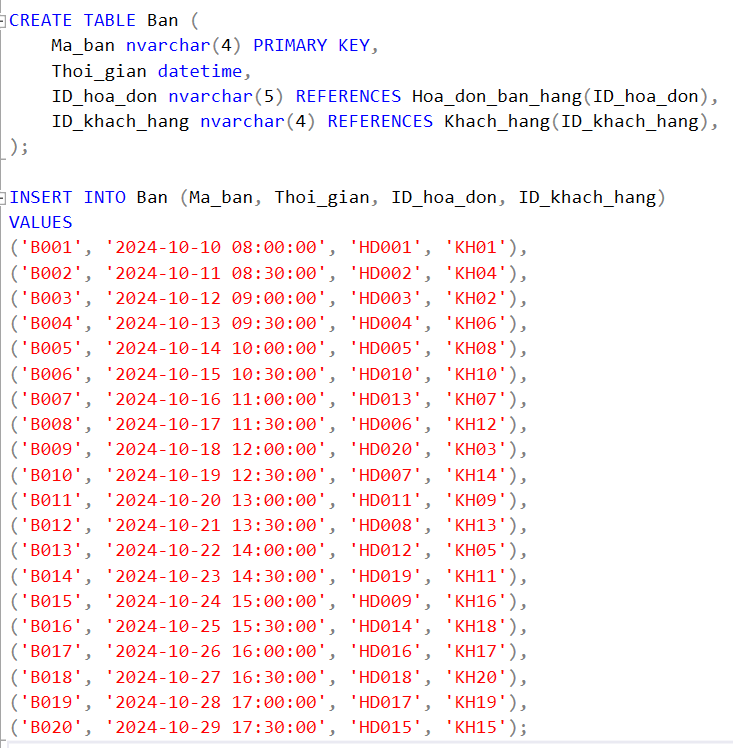 CREATE TABLE Ban (
    Ma_ban nvarchar(4) PRIMARY KEY,
    Thoi_gian datetime,
    ID_hoa_don nvarchar(5) REFERENCES Hoa_don_ban_hang(ID_hoa_don),
    ID_khach_hang nvarchar(4) REFERENCES Khach_hang(ID_khach_hang),
);
INSERT INTO Ban (Ma_ban, Thoi_gian, ID_hoa_don, ID_khach_hang)
VALUES
('B001', '2024-10-10 08:00:00', 'HD001', 'KH01'),
('B002', '2024-10-11 08:30:00', 'HD002', 'KH04'),
('B003', '2024-10-12 09:00:00', 'HD003', 'KH02'),
('B004', '2024-10-13 09:30:00', 'HD004', 'KH06'),
('B005', '2024-10-14 10:00:00', 'HD005', 'KH08'),
('B006', '2024-10-15 10:30:00', 'HD010', 'KH10'),
('B007', '2024-10-16 11:00:00', 'HD013', 'KH07'),
('B008', '2024-10-17 11:30:00', 'HD006', 'KH12'),
('B009', '2024-10-18 12:00:00', 'HD020', 'KH03'),
('B010', '2024-10-19 12:30:00', 'HD007', 'KH14'),
('B011', '2024-10-20 13:00:00', 'HD011', 'KH09'),
('B012', '2024-10-21 13:30:00', 'HD008', 'KH13'),
('B013', '2024-10-22 14:00:00', 'HD012', 'KH05'),
('B014', '2024-10-23 14:30:00', 'HD019', 'KH11'),
('B015', '2024-10-24 15:00:00', 'HD009', 'KH16'),
('B016', '2024-10-25 15:30:00', 'HD014', 'KH18'),
('B017', '2024-10-26 16:00:00', 'HD016', 'KH17'),
('B018', '2024-10-27 16:30:00', 'HD018', 'KH20'),
('B019', '2024-10-28 17:00:00', 'HD017', 'KH19'),
('B020', '2024-10-29 17:30:00', 'HD015', 'KH15');